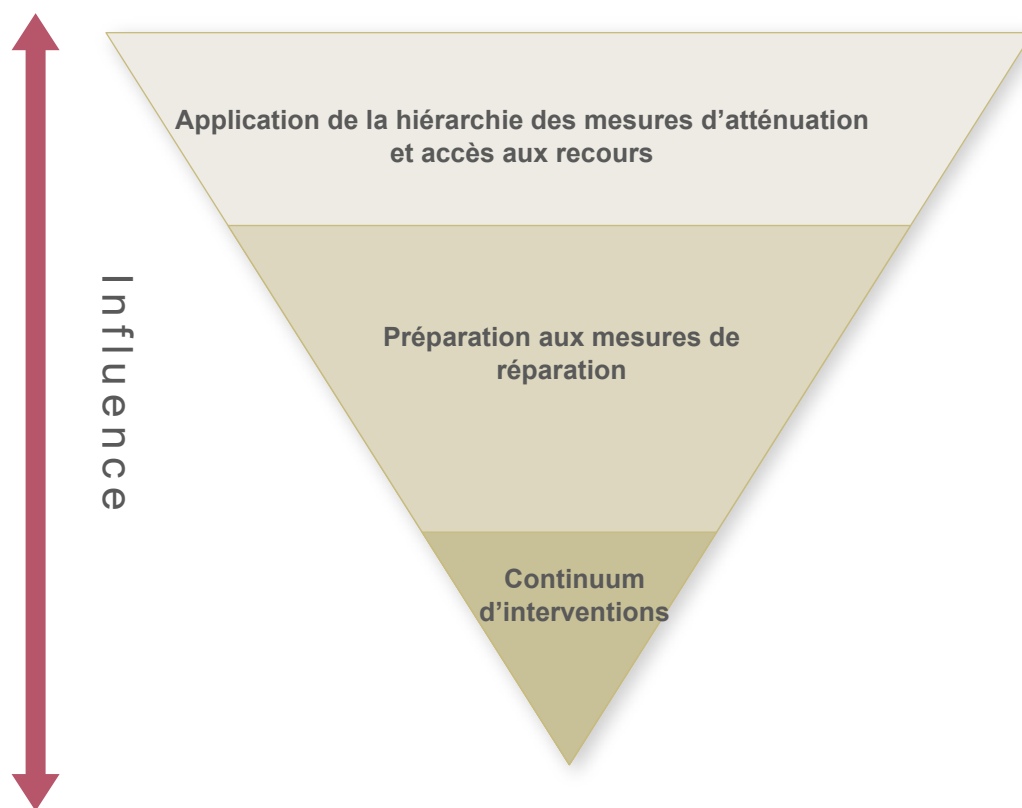 Application de la hiérarchie des mesures d’atténuation
et accès aux recours
Influence
Préparation aux mesures de
réparation
Continuum
d’interventions